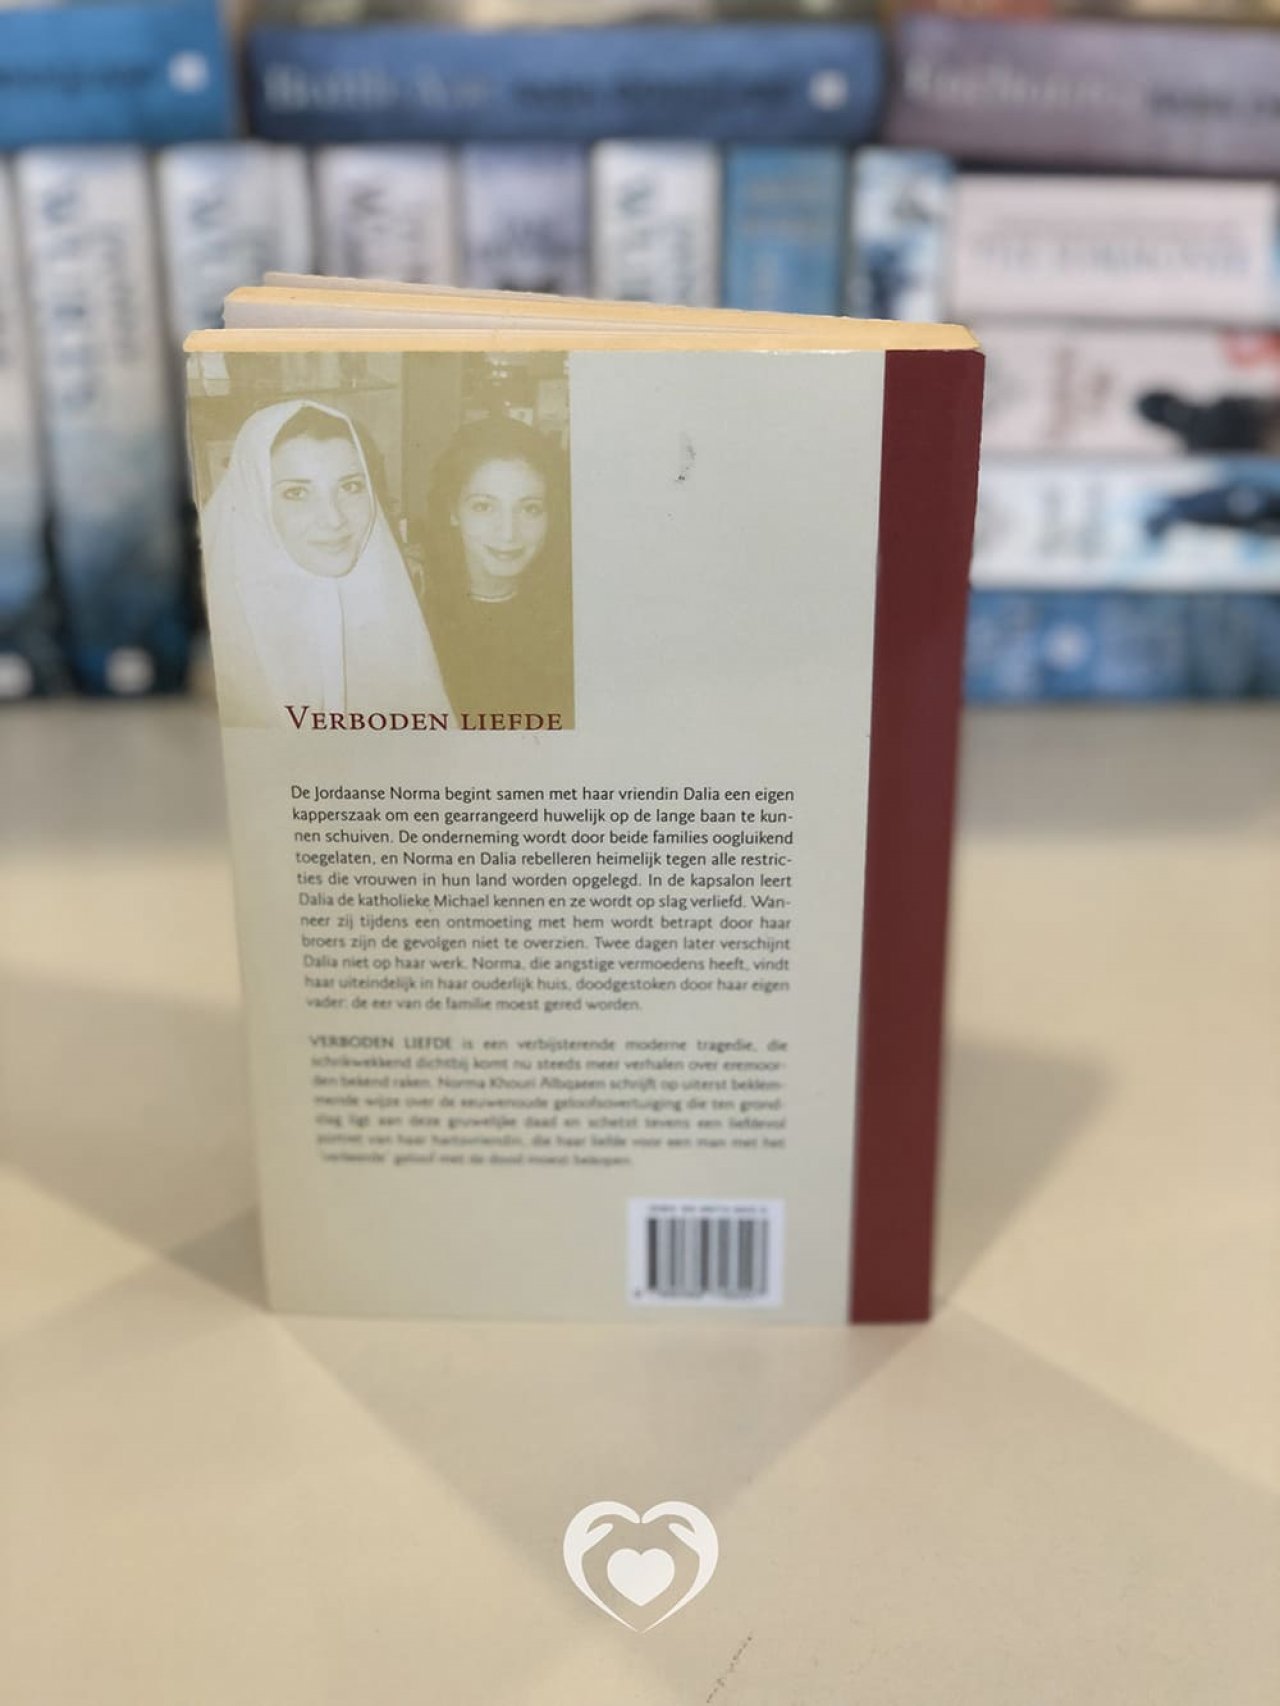 VERBODEN LIEFDE
De Jordaanse Norma begint samen met haar vriendin Dalia een eigen
kapperszaak om een gearrangeerd huwelijk op de lange baan te kun-
nen schuiven. De onderneming wordt door beide families oogluikend
toegelaten, en Norma en Dalia rebelleren heimelijk tegen alle restric-
ties die vrouwen in hun land worden opgelegd. In de kapsalon leert
Dalia de katholieke Michael kennen en ze wordt op slag verliefd. Wan-
neer zij tijdens een ontmoeting met hem wordt betrapt door haar
broers zijn de gevolgen niet te overzien. Twee dagen later verschijnt
Dalia niet op haar werk. Norma, die angstige vermoedens heeft, vindt
haar uiteindelijk in haar ouderlijk huis, doodgestoken door haar eigen
vader: de eer van de familie moest gered worden.
VERBODEN LIEFDE is een verbijsterende moderne tragedie, die
schrikwekkend dichtbij komt nu steeds meer verhalen over eremoor-
den bekend raken. Norma Khouri Albqaeen schrijft op uiterst beklem-
mende wijze over de eeuwenoude geloofsovertuiging die ten grond-
slag ligt aan deze gruwelijke daad en schetst tevens een liefdevol
portret van haar hartsvriendin, die haar liefde voor een man met het
'verkeerde' geloof met de dood moest bekopen.